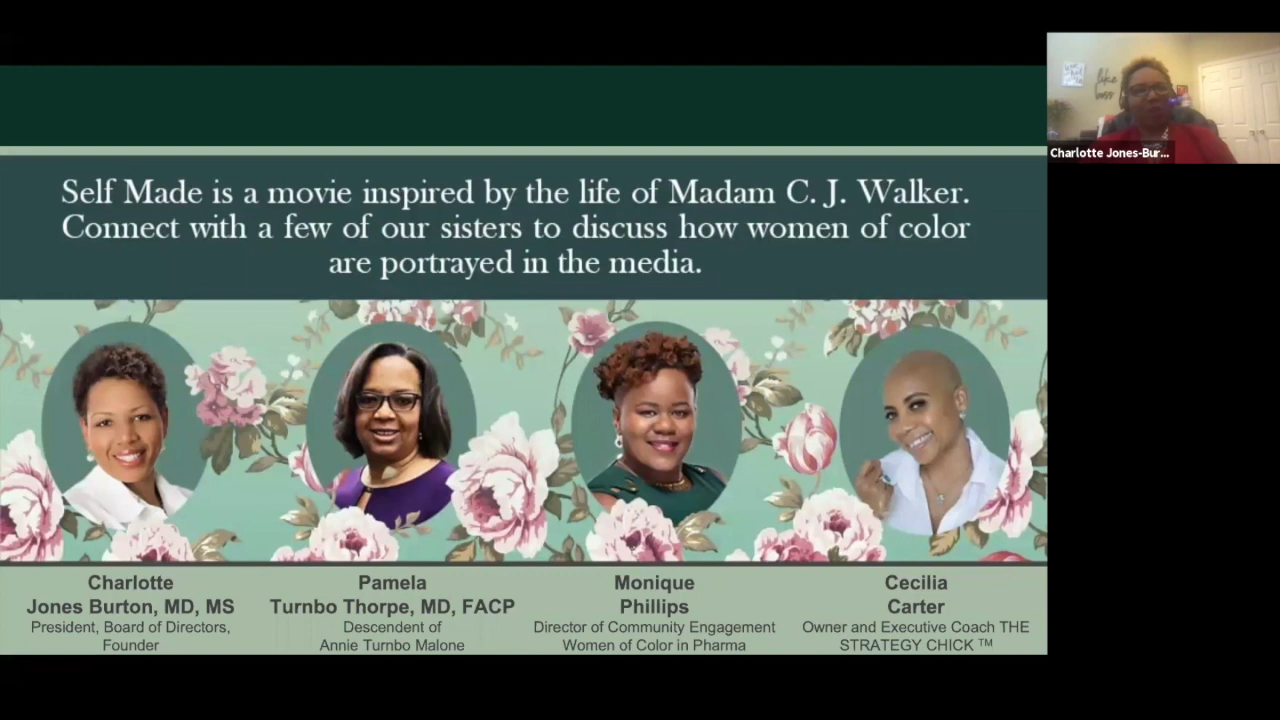 Self Made is a movie inspired by the life of Madam C. J. Walker.
Connect with a few of our sisters to discuss how women of color
are portrayed in the media.
Charlotte
Jones Burton, MD, MS
President, Board of Directors,
Founder
Pamela
Turnbo Thorpe, MD, FACP
Descendent of
Annie Turnbo Malone
Monique
Phillips
Director of Community Engagement
Women of Color in Pharma
Cecilia
Carter
Owner and Executive Coach THE
STRATEGY CHICK ™
like
boss
Charlotte Jones-Bur...